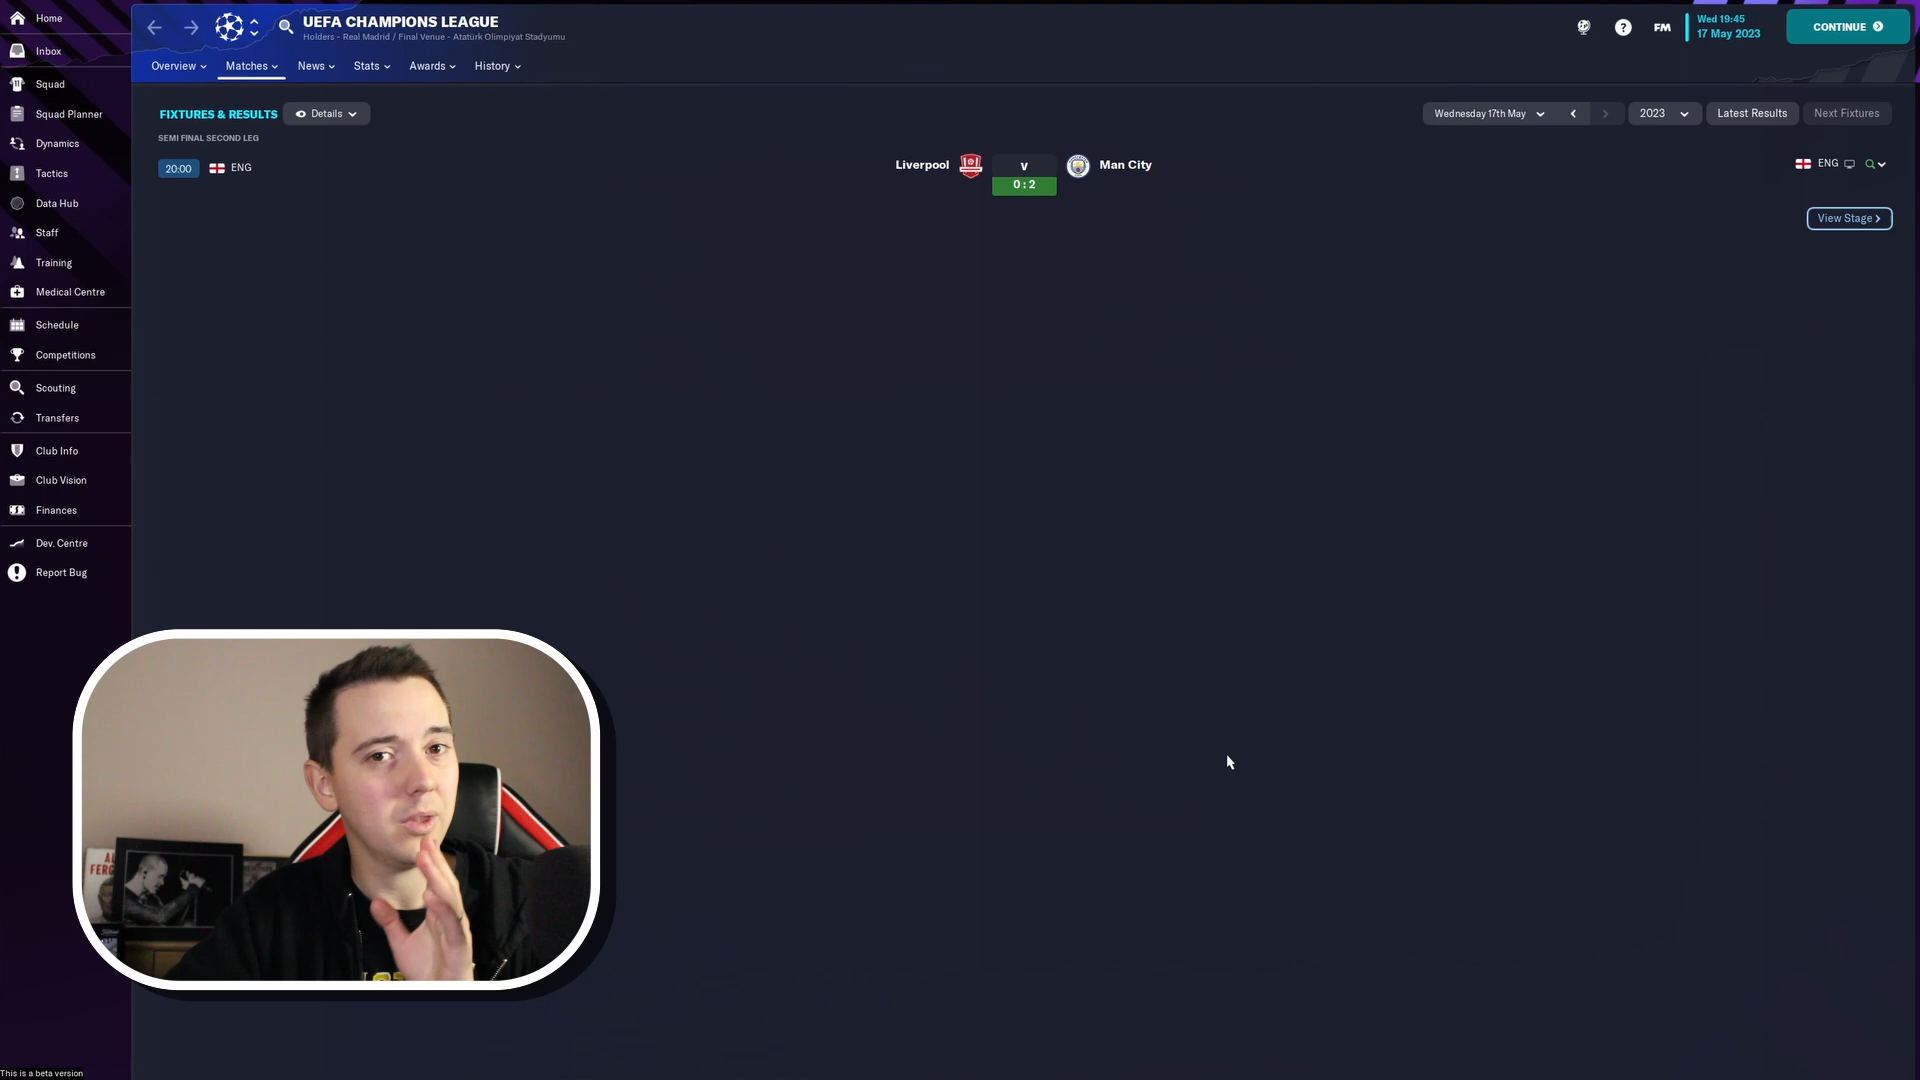 Home
Inbox
Squad
Squad Planner
Dynamics
Tactics
Data Hub
Staff
Training
Medical Centre
Schedule
Competitions
Scouting
Transfers
Club Info
Club Vision
Finances
Dev. Centre
Report Bug
UEFA CHAMPIONS LEAGUE
Holders - Real Madrid / Final Venue - Atatürk Olimpiyat Stadyumu
FM
Wed 19:45
17 May 2023
CONTINUE
Overview Matches News Stats Awards History
FIXTURES & RESULTS Details
Wednesday 17th May 2023 Latest Results Next Fixtures
SEMI FINAL SECOND LEG
20:00 ENG Liverpool v Man City ENG
0 : 2
View Stage
This is a beta version